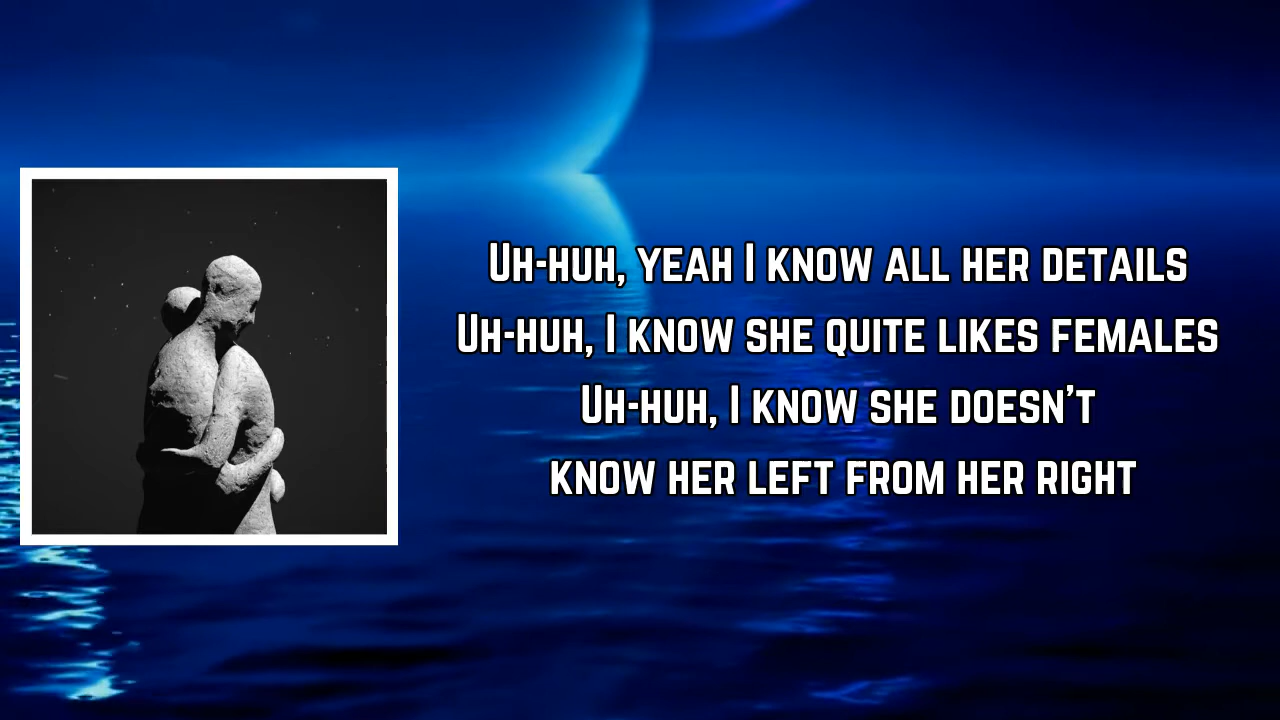 Uh-huh, yeah I know all her details
Uh-huh, I know she quite likes females
Uh-huh, I know she doesn't
know her left from her right